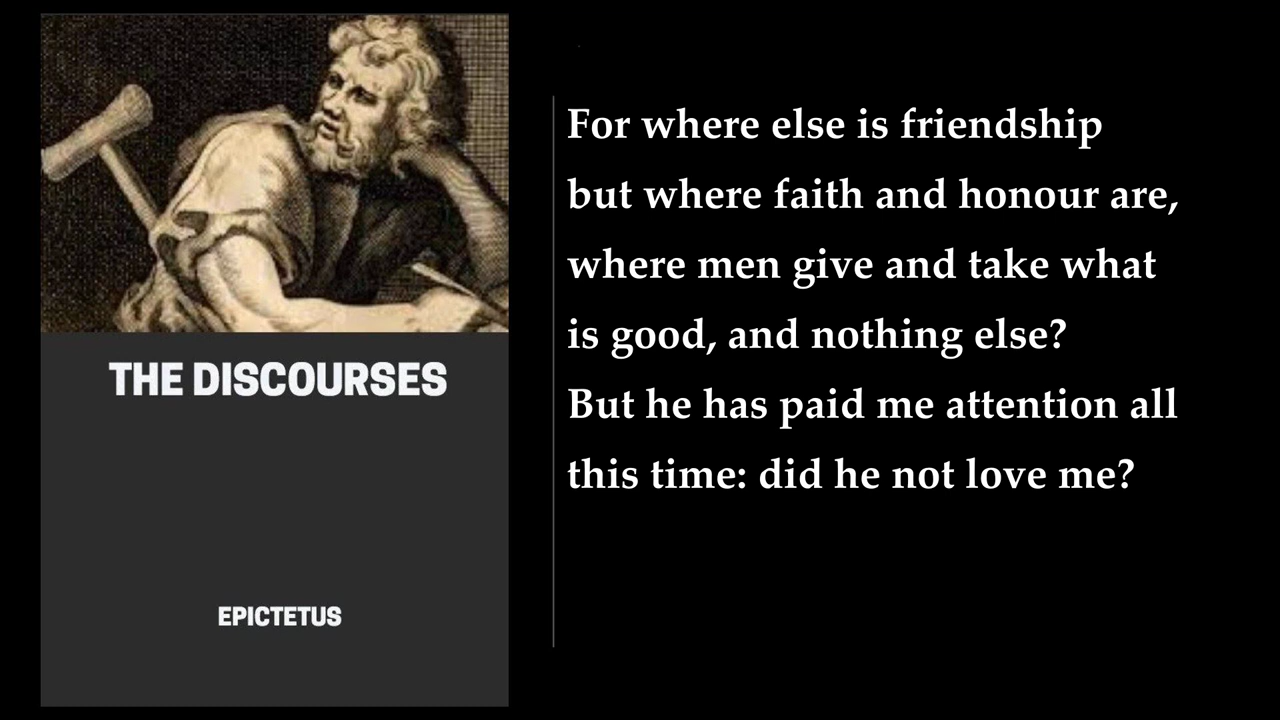 THE DISCOURSES
EPICTETUS
For where else is friendship
but where faith and honour are,
where men give and take what
is good, and nothing else?
But he has paid me attention all
this time: did he not love me?